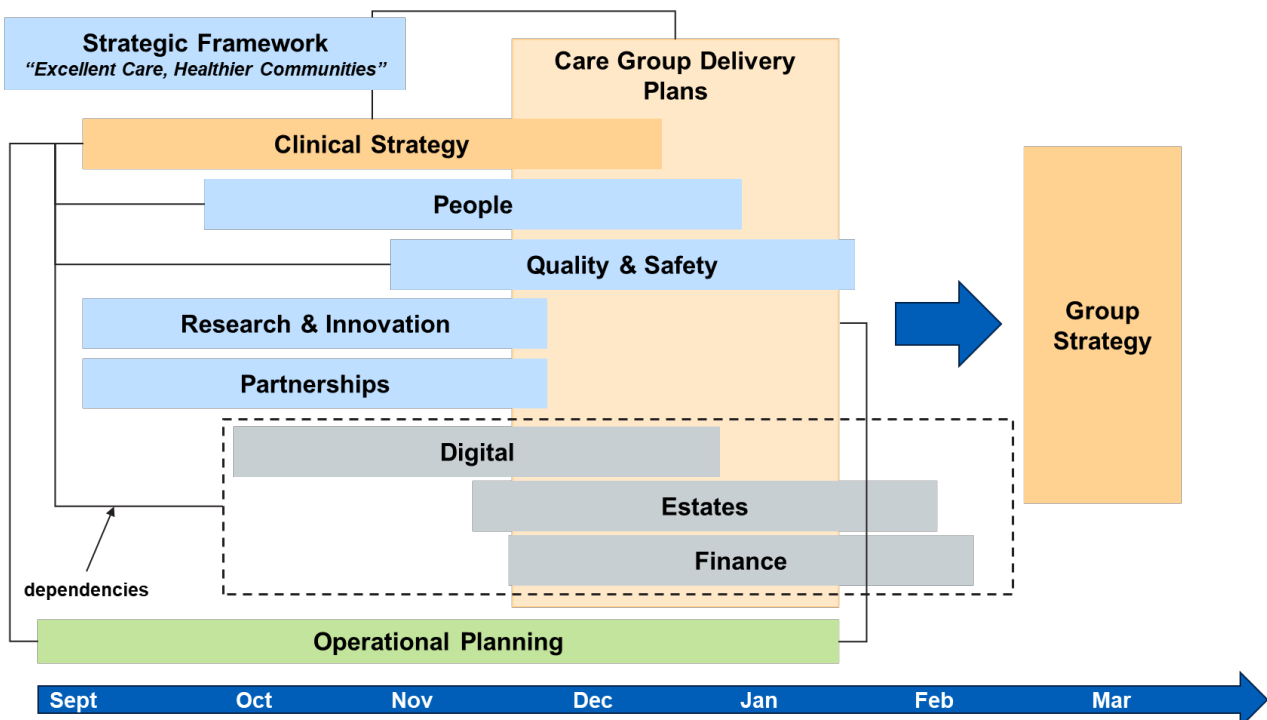 Strategic Framework
“Excellent Care, Healthier Communities”
Care Group Delivery
Plans
Clinical Strategy
People
Quality & Safety
Research & Innovation
Partnerships
Group
Strategy
Digital
Estates
Finance
dependencies
Operational Planning
Sept Oct Nov Dec Jan Feb Mar